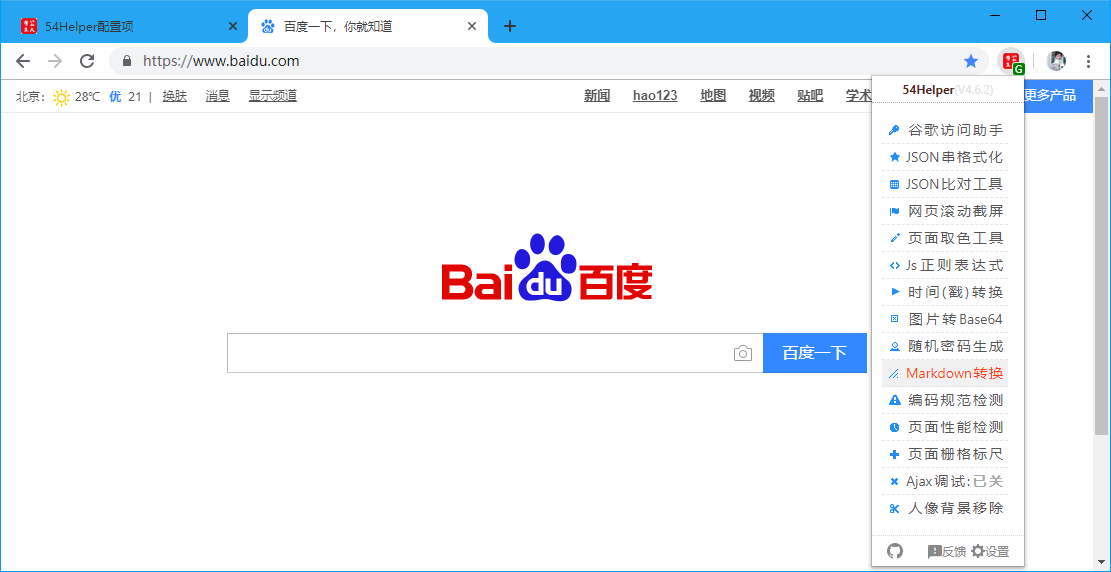 54Helper配置项
百度一下，你就知道
https://www.baidu.com
G
北京： 28℃ 优 21 | 换肤 消息 显示频道
新闻 hao123 地图 视频 贴吧 学术
更多产品
Bai du 百度
百度一下
54Helper(V4.6.2)
谷歌访问助手
JSON串格式化
JSON比对工具
网页滚动截屏
页面取色工具
Js正则表达式
时间(戳)转换
图片转Base64
随机密码生成
Markdown转换
编码规范检测
页面性能检测
页面栅格标尺
Ajax调试:已关
人像背景移除
反馈 设置